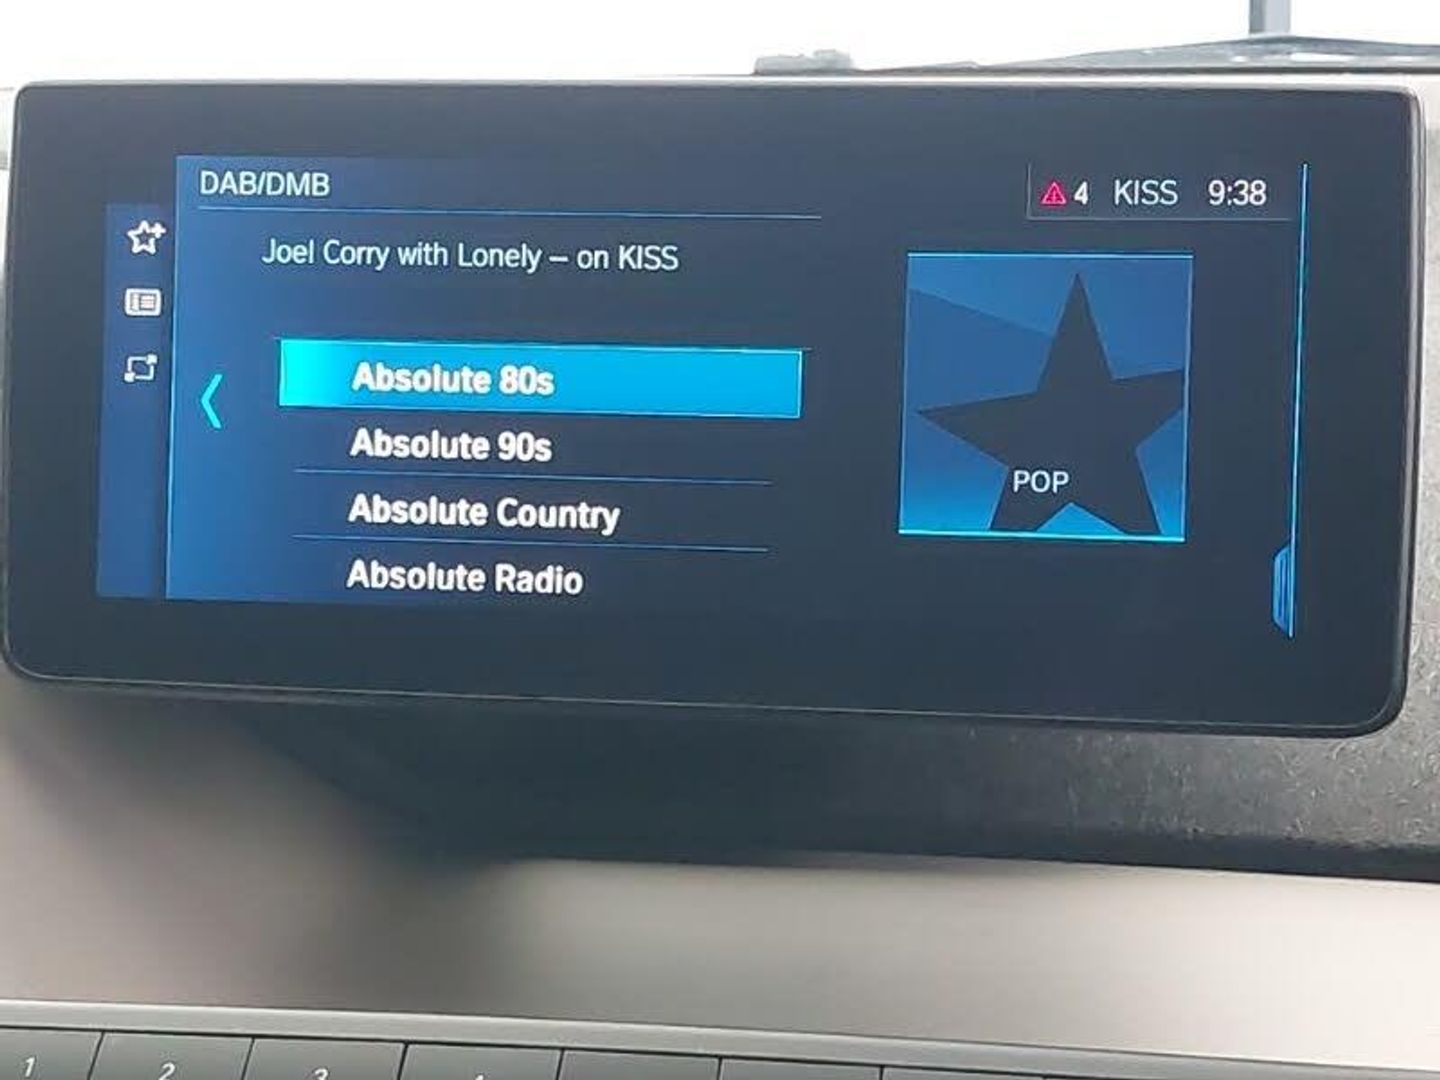 DAB/DMB
4 KISS 9:38
Joel Corry with Lonely – on KISS
Absolute 80s
Absolute 90s
Absolute Country
Absolute Radio
POP
1 2 3 4